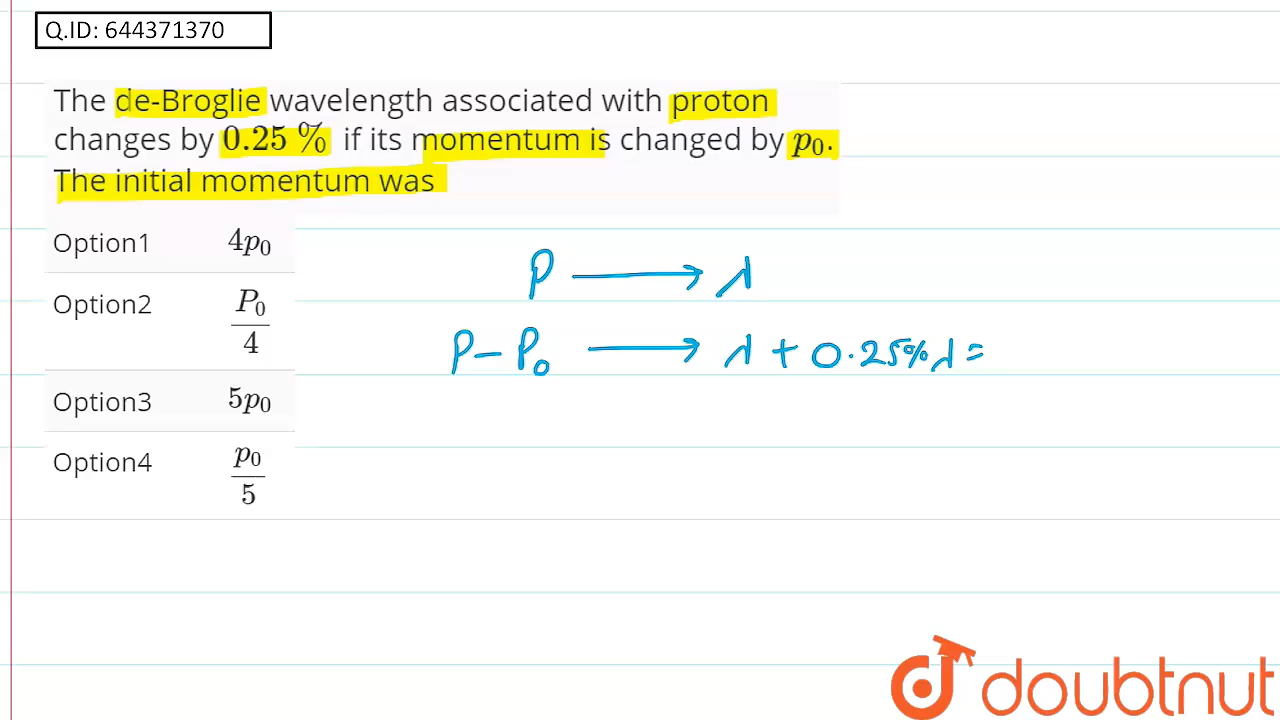 Q.ID: 644371370
The de-Broglie wavelength associated with proton
changes by 0.25 % if its momentum is changed by p₀.
The initial momentum was
Option1 4p₀
Option2 P₀/4
Option3 5p₀
Option4 p₀/5
P ⟶ λ
P - P₀ ⟶ λ + 0.25% λ =
doubtnut